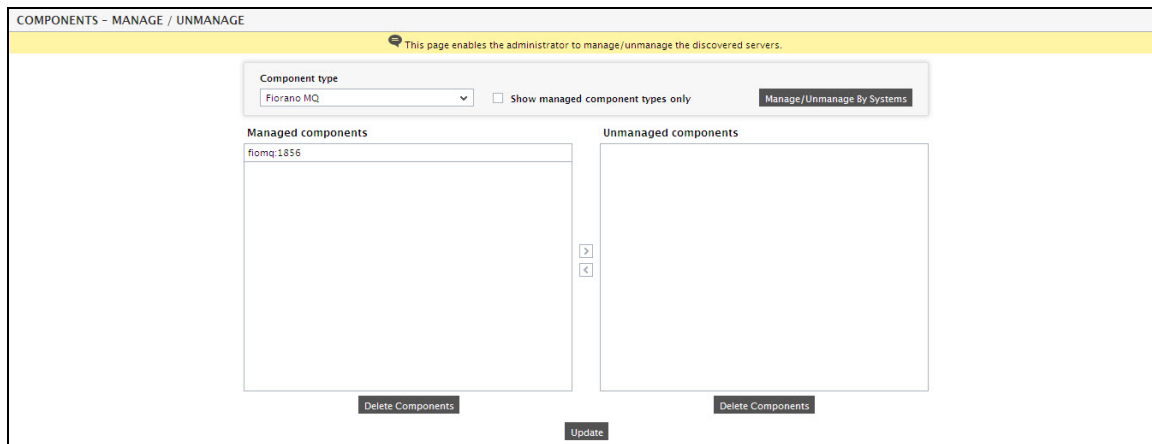 COMPONENTS - MANAGE / UNMANAGE
This page enables the administrator to manage/unmanage the discovered servers.
Component type
Fiorano MQ
Show managed component types only
Manage/Unmanage By Systems
Managed components
Unmanaged components
fiomq:1856
>
<
Delete Components
Delete Components
Update